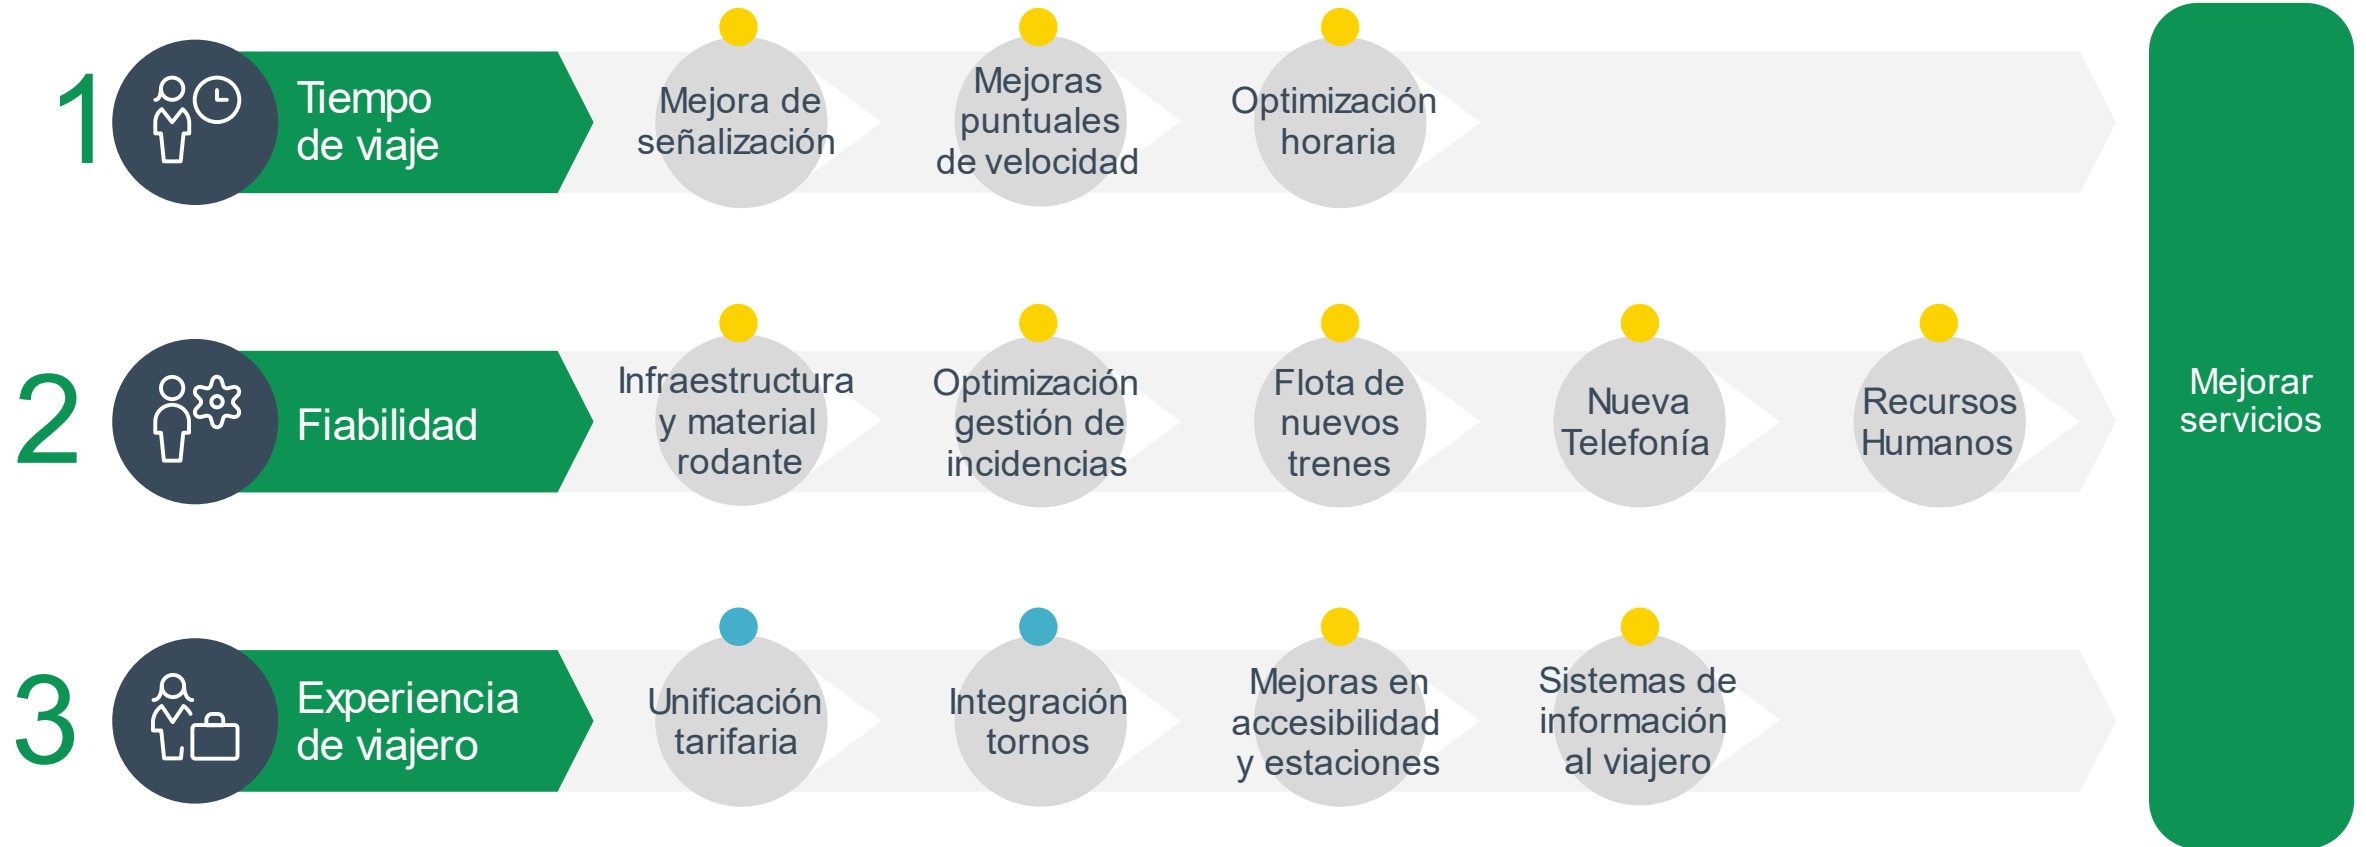 1
Tiempo
de viaje
Mejora de
señalización
Mejoras
puntuales
de velocidad
Optimización
horaria
2
Fiabilidad
Infraestructura
y material
rodante
Optimización
gestión de
incidencias
Flota de
nuevos
trenes
Nueva
Telefonía
Recursos
Humanos
3
Experiencia
de viajero
Unificación
tarifaria
Integración
tornos
Mejoras en
accesibilidad
y estaciones
Sistemas de
información
al viajero
Mejorar
servicios